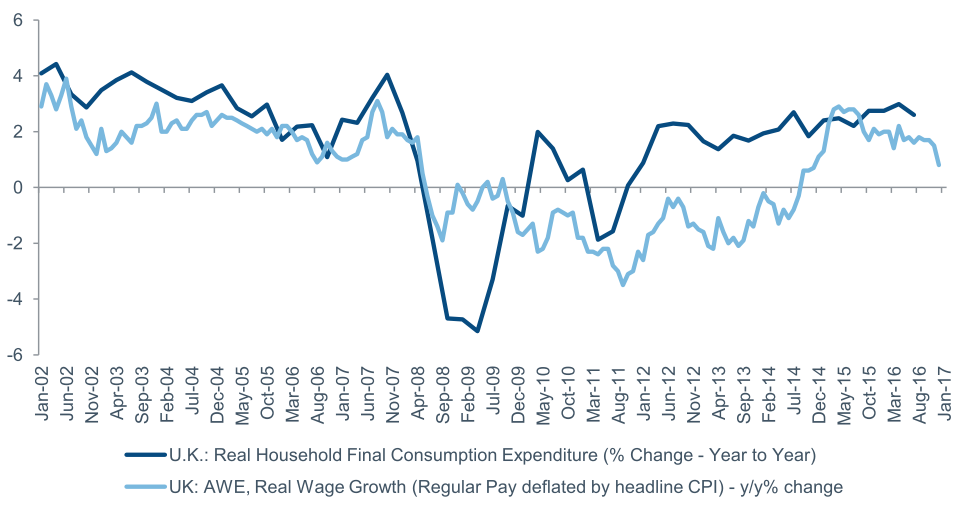 6
4
2
0
-2
-4
-6
Jan-02
Jun-02
Nov-02
Apr-03
Sep-03
Feb-04
Jul-04
Dec-04
May-05
Oct-05
Mar-06
Aug-06
Jan-07
Jun-07
Nov-07
Apr-08
Sep-08
Feb-09
Jul-09
Dec-09
May-10
Oct-10
Mar-11
Aug-11
Jan-12
Jun-12
Nov-12
Apr-13
Sep-13
Feb-14
Jul-14
Dec-14
May-15
Oct-15
Mar-16
Aug-16
Jan-17
U.K.: Real Household Final Consumption Expenditure (% Change - Year to Year)
UK: AWE, Real Wage Growth (Regular Pay deflated by headline CPI) - y/y% change